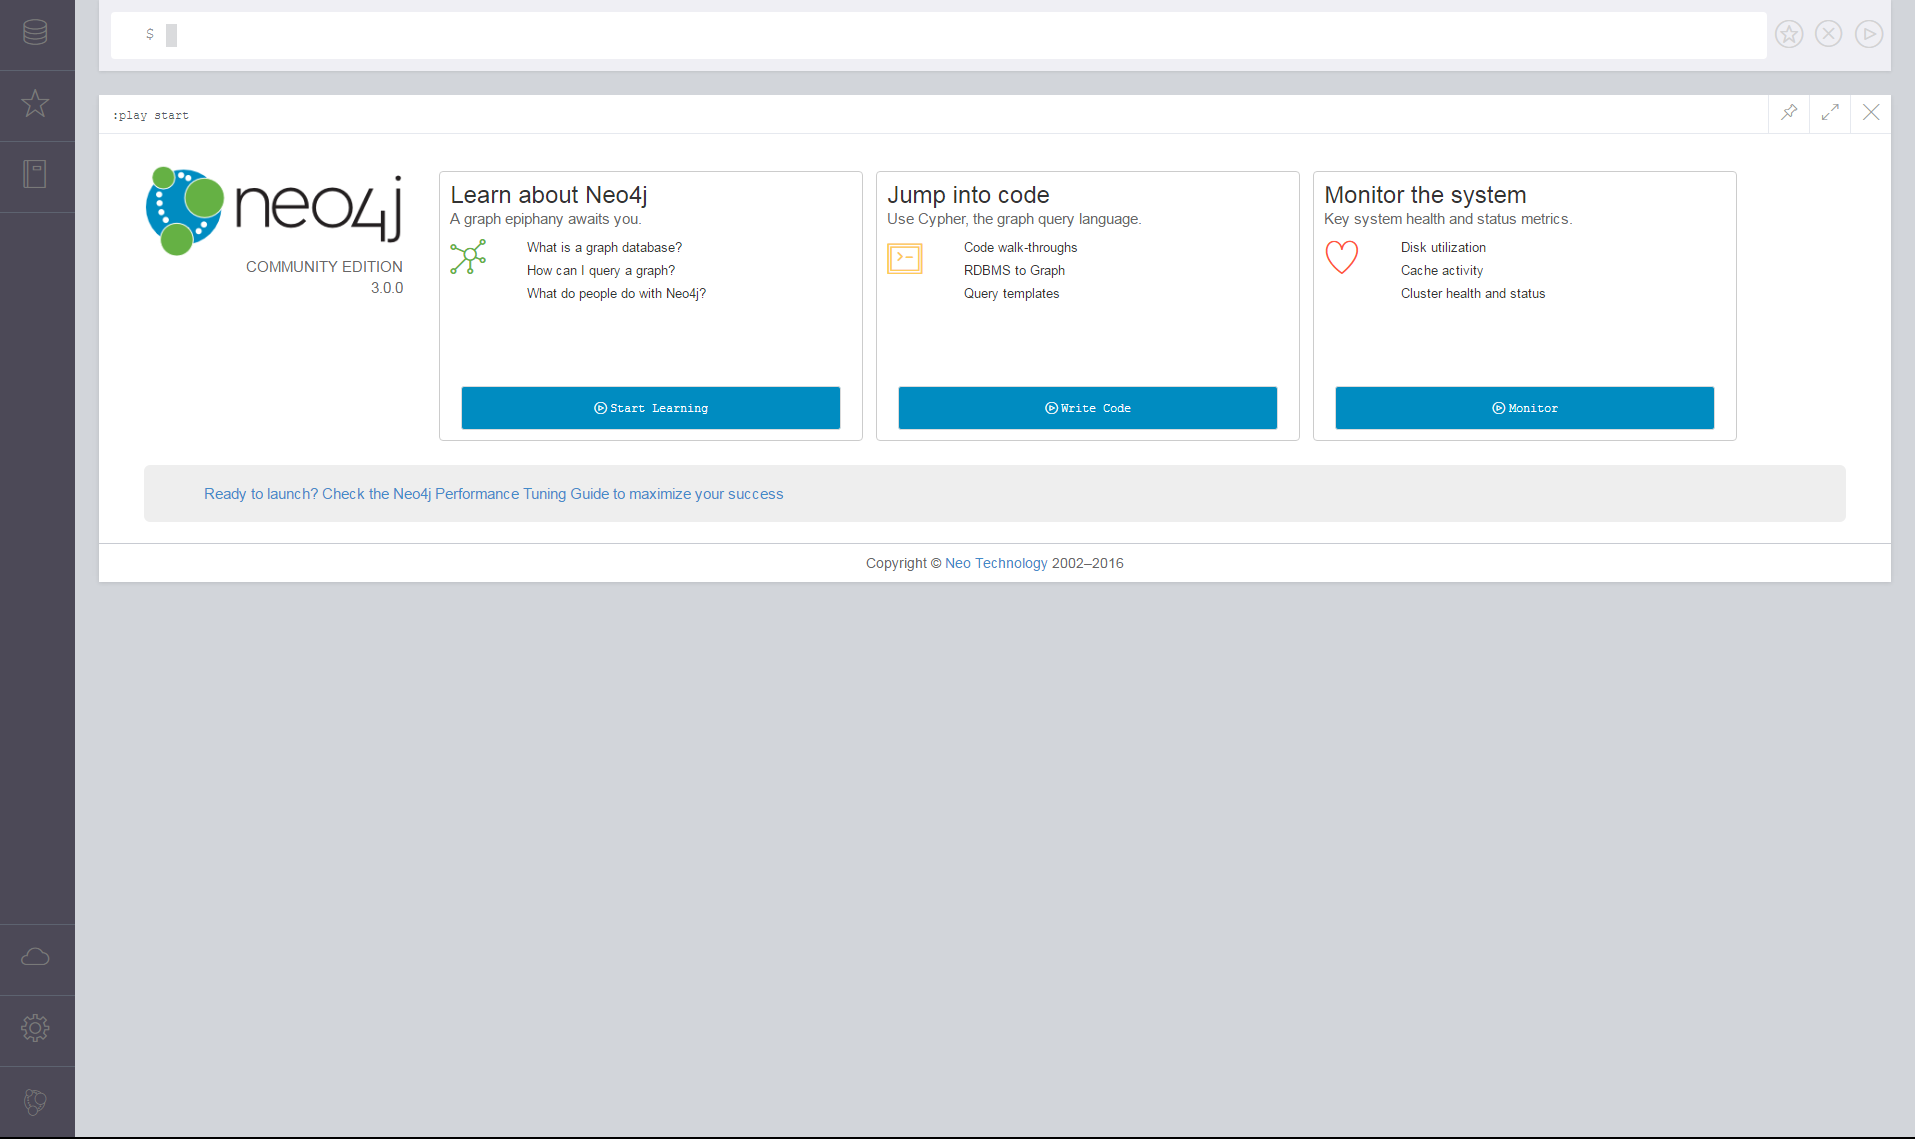 $
:play start
neo4j
COMMUNITY EDITION
3.0.0
Learn about Neo4j
A graph epiphany awaits you.
What is a graph database?
How can I query a graph?
What do people do with Neo4j?
Start Learning
Jump into code
Use Cypher, the graph query language.
Code walk-throughs
RDBMS to Graph
Query templates
Write Code
Monitor the system
Key system health and status metrics.
Disk utilization
Cache activity
Cluster health and status
Monitor
Ready to launch? Check the Neo4j Performance Tuning Guide to maximize your success
Copyright © Neo Technology 2002–2016